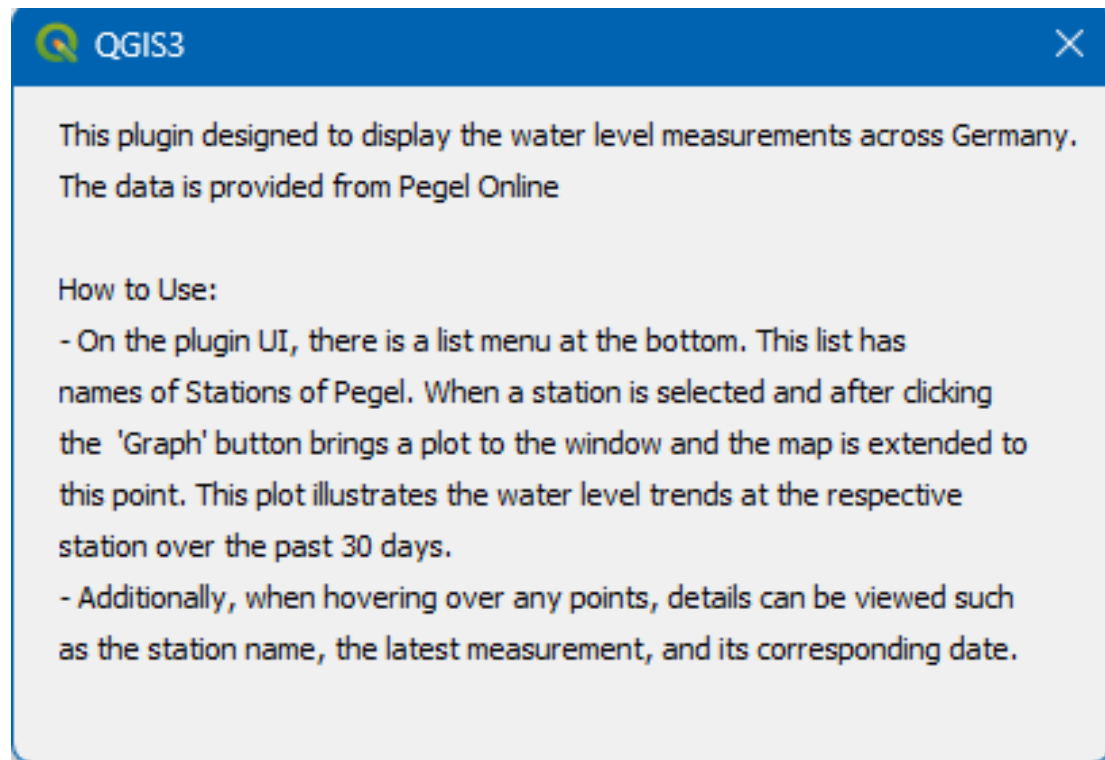 QGIS3
This plugin designed to display the water level measurements across Germany.
The data is provided from Pegel Online
How to Use:
- On the plugin UI, there is a list menu at the bottom. This list has
names of Stations of Pegel. When a station is selected and after clicking
the  'Graph' button brings a plot to the window and the map is extended to
this point. This plot illustrates the water level trends at the respective
station over the past 30 days.
- Additionally, when hovering over any points, details can be viewed such
as the station name, the latest measurement, and its corresponding date.